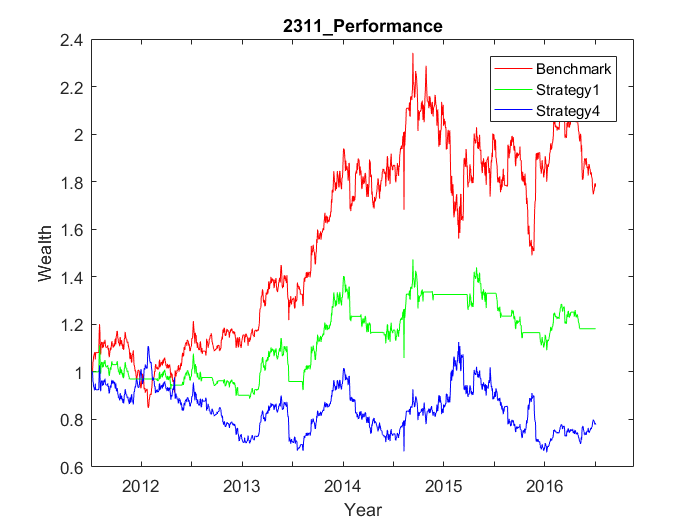 2311_Performance
2.4
2.2
2
1.8
1.6
1.4
1.2
1
0.8
0.6
Wealth
Benchmark
Strategy1
Strategy4
2012 2013 2014 2015 2016
Year